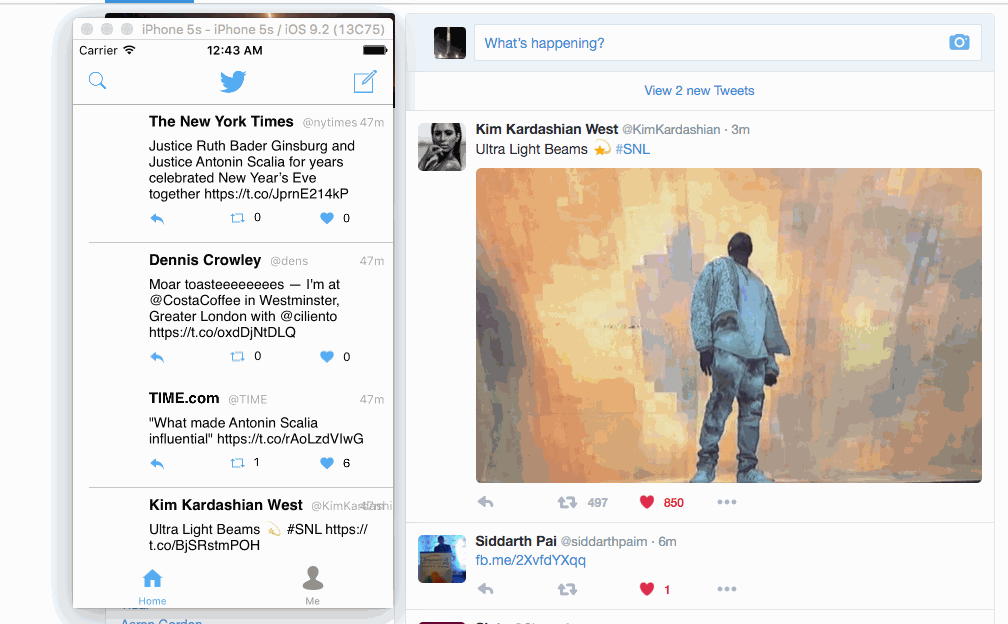 iPhone 5s - iPhone 5s / iOS 9.2 (13C75)
Carrier 12:43 AM
The New York Times @nytimes 47m
Justice Ruth Bader Ginsburg and
Justice Antonin Scalia for years
celebrated New Year's Eve
together https://t.co/JprnE214kP
0 0
Dennis Crowley @dens 47m
Moar toasteeeeeeees — I'm at
@CostaCoffee in Westminster,
Greater London with @ciliento
https://t.co/oxdDjNtDLQ
0 0
TIME.com @TIME 47m
"What made Antonin Scalia
influential" https://t.co/rAoLzdVlwG
1 6
Kim Kardashian West @KimKardashi 47m
Ultra Light Beams 💫 #SNL https://
t.co/BjSRstmPOH
Home Me
What's happening?
View 2 new Tweets
Kim Kardashian West @KimKardashian · 3m
Ultra Light Beams 💫 #SNL
497 850
Siddarth Pai @siddarthpaim · 6m
fb.me/2XvfdYXqq
1